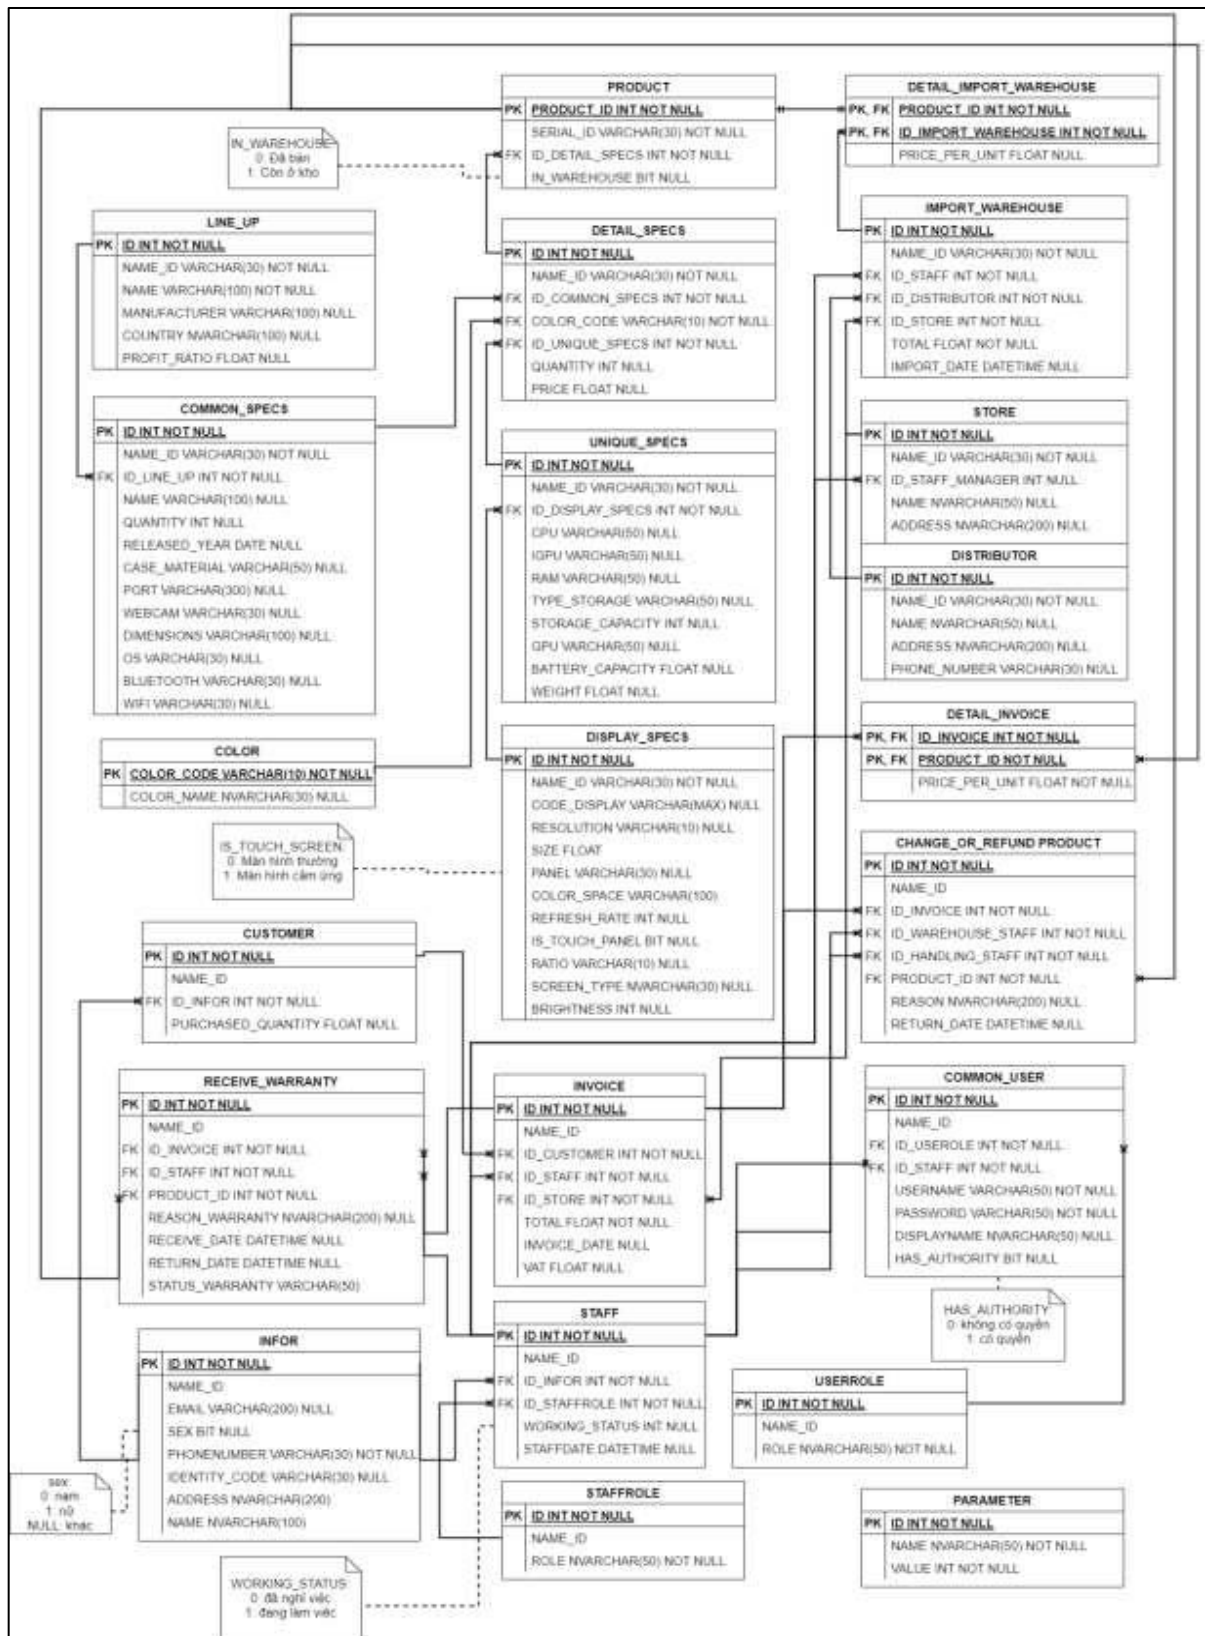 PRODUCT
PK PRODUCT_ID INT NOT NULL
SERIAL_ID VARCHAR(30) NOT NULL
FK ID_DETAIL_SPECS INT NOT NULL
IN_WAREHOUSE BIT NULL
DETAIL_IMPORT_WAREHOUSE
PK, FK PRODUCT_ID INT NOT NULL
PK, FK ID_IMPORT_WAREHOUSE INT NOT NULL
PRICE_PER_UNIT FLOAT NULL
IN_WAREHOUSE
0: Đã bán
1: Còn ở kho
LINE_UP
PK ID INT NOT NULL
NAME_ID VARCHAR(30) NOT NULL
NAME VARCHAR(100) NOT NULL
MANUFACTURER VARCHAR(100) NULL
COUNTRY NVARCHAR(100) NULL
PROFIT_RATIO FLOAT NULL
DETAIL_SPECS
PK ID INT NOT NULL
NAME_ID VARCHAR(30) NOT NULL
FK ID_COMMON_SPECS INT NOT NULL
FK COLOR_CODE VARCHAR(10) NOT NULL
FK ID_UNIQUE_SPECS INT NOT NULL
QUANTITY INT NULL
PRICE FLOAT NULL
IMPORT_WAREHOUSE
PK ID INT NOT NULL
NAME_ID VARCHAR(30) NOT NULL
FK ID_STAFF INT NOT NULL
FK ID_DISTRIBUTOR INT NOT NULL
FK ID_STORE INT NOT NULL
TOTAL FLOAT NOT NULL
IMPORT_DATE DATETIME NULL
COMMON_SPECS
PK ID INT NOT NULL
NAME_ID VARCHAR(30) NOT NULL
FK ID_LINE_UP INT NOT NULL
NAME VARCHAR(100) NULL
QUANTITY INT NULL
RELEASED_YEAR DATE NULL
CASE_MATERIAL VARCHAR(50) NULL
PORT VARCHAR(300) NULL
WEBCAM VARCHAR(30) NULL
DIMENSIONS VARCHAR(100) NULL
OS VARCHAR(30) NULL
BLUETOOTH VARCHAR(30) NULL
WIFI VARCHAR(30) NULL
UNIQUE_SPECS
PK ID INT NOT NULL
NAME_ID VARCHAR(30) NOT NULL
FK ID_DISPLAY_SPECS INT NOT NULL
CPU VARCHAR(50) NULL
IGPU VARCHAR(50) NULL
RAM VARCHAR(50) NULL
TYPE_STORAGE VARCHAR(50) NULL
STORAGE_CAPACITY INT NULL
GPU VARCHAR(50) NULL
BATTERY_CAPACITY FLOAT NULL
WEIGHT FLOAT NULL
STORE
PK ID INT NOT NULL
NAME_ID VARCHAR(30) NOT NULL
FK ID_STAFF_MANAGER INT NULL
NAME NVARCHAR(50) NULL
ADDRESS NVARCHAR(200) NULL
DISTRIBUTOR
PK ID INT NOT NULL
NAME_ID VARCHAR(30) NOT NULL
NAME NVARCHAR(50) NULL
ADDRESS NVARCHAR(200) NULL
PHONE_NUMBER VARCHAR(30) NULL
COLOR
PK COLOR_CODE VARCHAR(10) NOT NULL
COLOR_NAME NVARCHAR(30) NULL
DISPLAY_SPECS
PK ID INT NOT NULL
NAME_ID VARCHAR(30) NOT NULL
CODE_DISPLAY VARCHAR(MAX) NULL
RESOLUTION VARCHAR(10) NULL
SIZE FLOAT
PANEL VARCHAR(30) NULL
COLOR_SPACE VARCHAR(100)
REFRESH_RATE INT NULL
IS_TOUCH_PANEL BIT NULL
RATIO VARCHAR(10) NULL
SCREEN_TYPE NVARCHAR(30) NULL
BRIGHTNESS INT NULL
DETAIL_INVOICE
PK, FK ID_INVOICE INT NOT NULL
PK, FK PRODUCT_ID NOT NULL
PRICE_PER_UNIT FLOAT NOT NULL
IS_TOUCH_SCREEN:
0: Màn hình thường
1: Màn hình cảm ứng
CHANGE_OR_REFUND PRODUCT
PK ID INT NOT NULL
NAME_ID
FK ID_INVOICE INT NOT NULL
FK ID_WAREHOUSE_STAFF INT NOT NULL
FK ID_HANDLING_STAFF INT NOT NULL
FK PRODUCT_ID INT NOT NULL
REASON NVARCHAR(200) NULL
RETURN_DATE DATETIME NULL
CUSTOMER
PK ID INT NOT NULL
NAME_ID
FK ID_INFOR INT NOT NULL
PURCHASED_QUANTITY FLOAT NULL
RECEIVE_WARRANTY
PK ID INT NOT NULL
NAME_ID
FK ID_INVOICE INT NOT NULL
FK ID_STAFF INT NOT NULL
FK PRODUCT_ID INT NOT NULL
REASON_WARRANTY NVARCHAR(200) NULL
RECEIVE_DATE DATETIME NULL
RETURN_DATE DATETIME NULL
STATUS_WARRANTY VARCHAR(50)
INVOICE
PK ID INT NOT NULL
NAME_ID
FK ID_CUSTOMER INT NOT NULL
FK ID_STAFF INT NOT NULL
FK ID_STORE INT NOT NULL
TOTAL FLOAT NOT NULL
INVOICE_DATE NULL
VAT FLOAT NULL
COMMON_USER
PK ID INT NOT NULL
NAME_ID
FK ID_USEROLE INT NOT NULL
FK ID_STAFF INT NOT NULL
USERNAME VARCHAR(50) NOT NULL
PASSWORD VARCHAR(50) NOT NULL
DISPLAYNAME NVARCHAR(50) NULL
HAS_AUTHORITY BIT NULL
HAS_AUTHORITY
0: không có quyền
1: có quyền
INFOR
PK ID INT NOT NULL
NAME_ID
EMAIL VARCHAR(200) NULL
SEX BIT NULL
PHONENUMBER VARCHAR(30) NOT NULL
IDENTITY_CODE VARCHAR(30) NULL
ADDRESS NVARCHAR(200)
NAME NVARCHAR(100)
STAFF
PK ID INT NOT NULL
NAME_ID
FK ID_INFOR INT NOT NULL
FK ID_STAFFROLE INT NOT NULL
WORKING_STATUS INT NULL
STAFFDATE DATETIME NULL
USERROLE
PK ID INT NOT NULL
NAME_ID
ROLE NVARCHAR(50) NOT NULL
sex:
0: nam
1: nữ
NULL: khác
STAFFROLE
PK ID INT NOT NULL
NAME_ID
ROLE NVARCHAR(50) NOT NULL
PARAMETER
PK ID INT NOT NULL
NAME NVARCHAR(50) NOT NULL
VALUE INT NOT NULL
WORKING_STATUS
0: đã nghỉ việc
1: đang làm việc